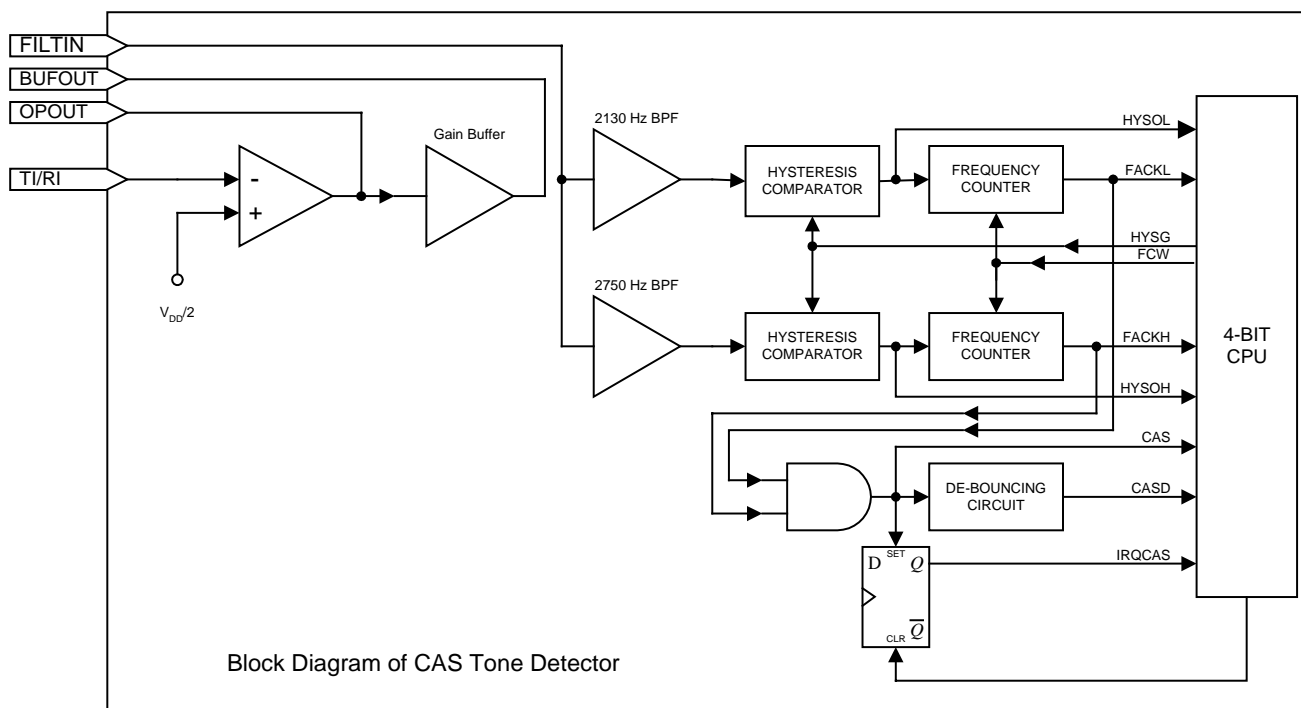 FILTIN
BUFOUT
OPOUT
TI/RI
-
+
VDD/2
Gain Buffer
2130 Hz BPF
2750 Hz BPF
HYSTERESIS
COMPARATOR
FREQUENCY
COUNTER
HYSOL
FACKL
HYSG
FCW
HYSTERESIS
COMPARATOR
FREQUENCY
COUNTER
FACKH
HYSOH
4-BIT
CPU
CAS
DE-BOUNCING
CIRCUIT
CASD
D SET Q
CLR Q̅
IRQCAS
Block Diagram of CAS Tone Detector